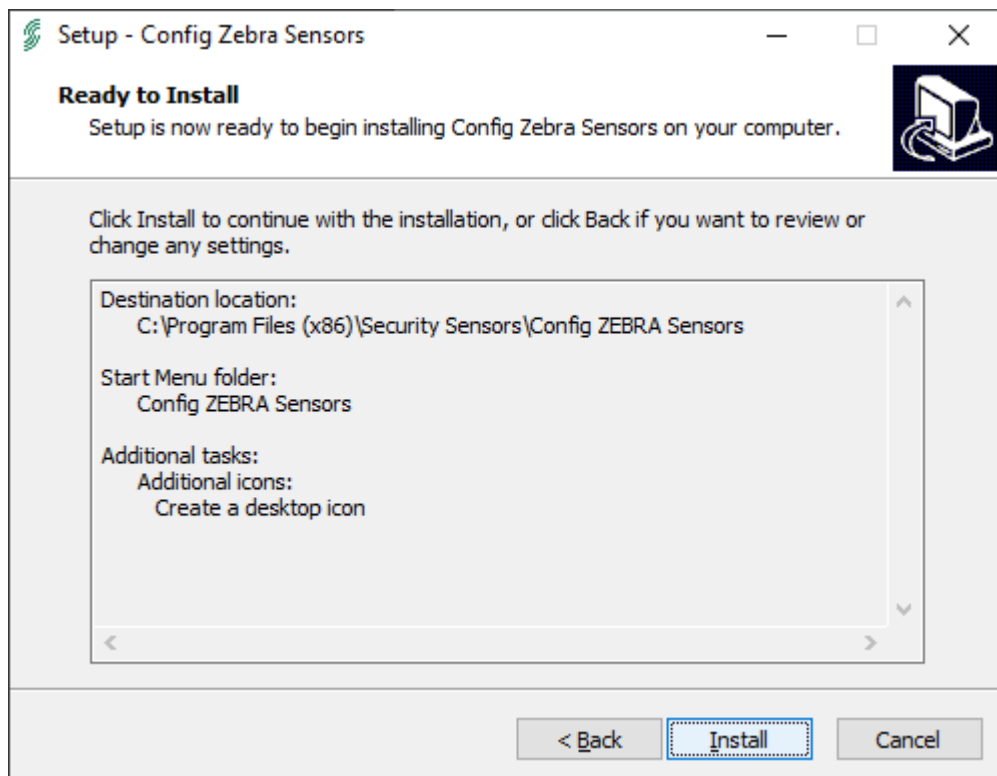 Setup - Config Zebra Sensors
Ready to Install
Setup is now ready to begin installing Config Zebra Sensors on your computer.
Click Install to continue with the installation, or click Back if you want to review or
change any settings.
Destination location:
C:\Program Files (x86)\Security Sensors\Config ZEBRA Sensors
Start Menu folder:
Config ZEBRA Sensors
Additional tasks:
Additional icons:
Create a desktop icon
< Back
Install
Cancel